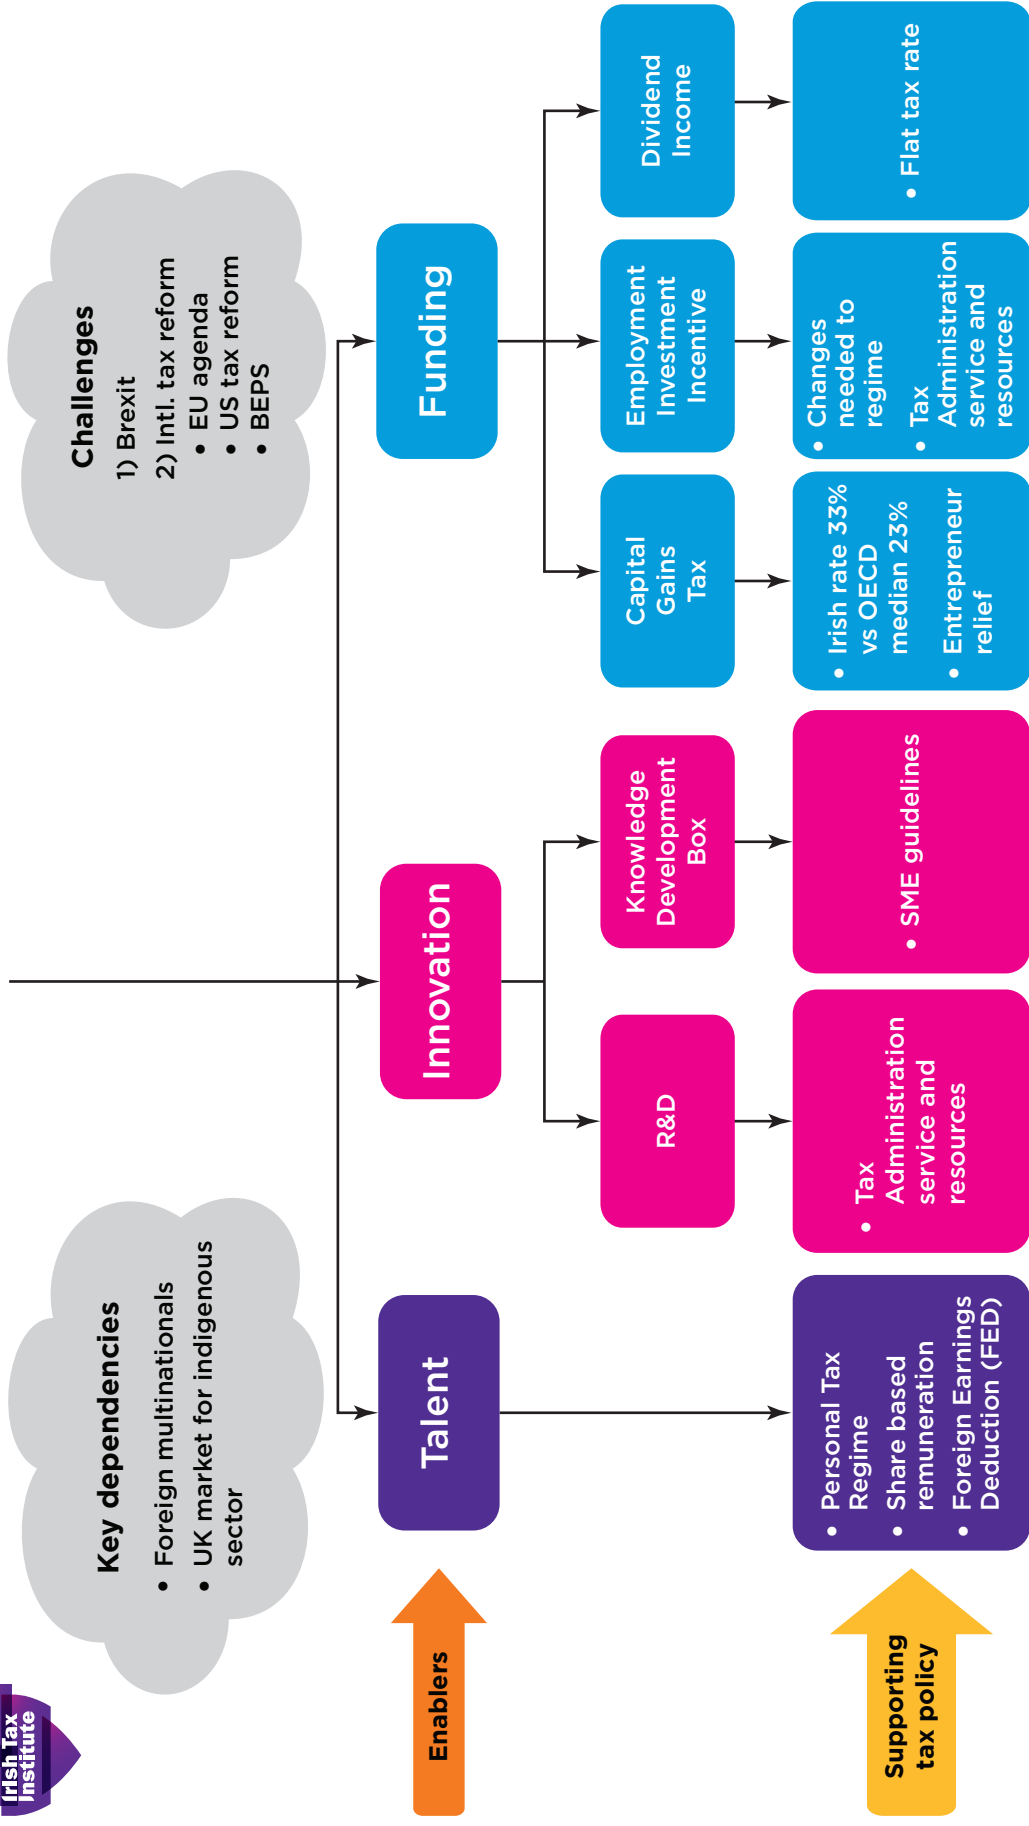 Irish Tax
Institute
Key dependencies
• Foreign multinationals
• UK market for indigenous
sector
Challenges
1) Brexit
2) Intl. tax reform
• EU agenda
• US tax reform
• BEPS
Enablers
Talent
Innovation
Funding
R&D
Knowledge
Development
Box
Capital
Gains
Tax
Employment
Investment
Incentive
Dividend
Income
Supporting
tax policy
• Personal Tax
Regime
• Share based
remuneration
• Foreign Earnings
Deduction (FED)
• Tax
Administration
service and
resources
• SME guidelines
• Irish rate 33%
vs OECD
median 23%
• Entrepreneur
relief
• Changes
needed to
regime
• Tax
Administration
service and
resources
• Flat tax rate